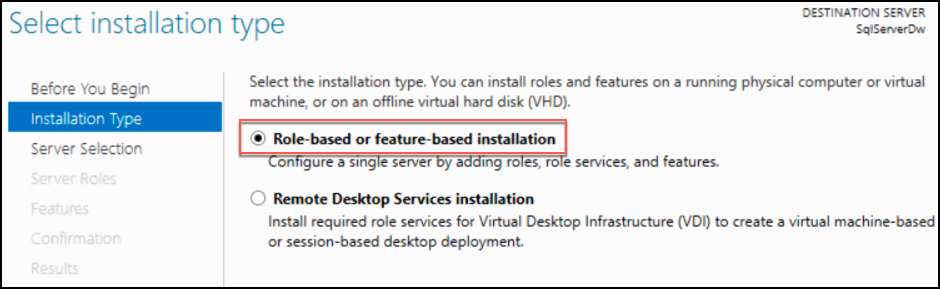 Select installation type
DESTINATION SERVER
SqlServerDw
Before You Begin
Installation Type
Server Selection
Server Roles
Features
Confirmation
Results
Select the installation type. You can install roles and features on a running physical computer or virtual
machine, or on an offline virtual hard disk (VHD).
Role-based or feature-based installation
Configure a single server by adding roles, role services, and features.
Remote Desktop Services installation
Install required role services for Virtual Desktop Infrastructure (VDI) to create a virtual machine-based
or session-based desktop deployment.